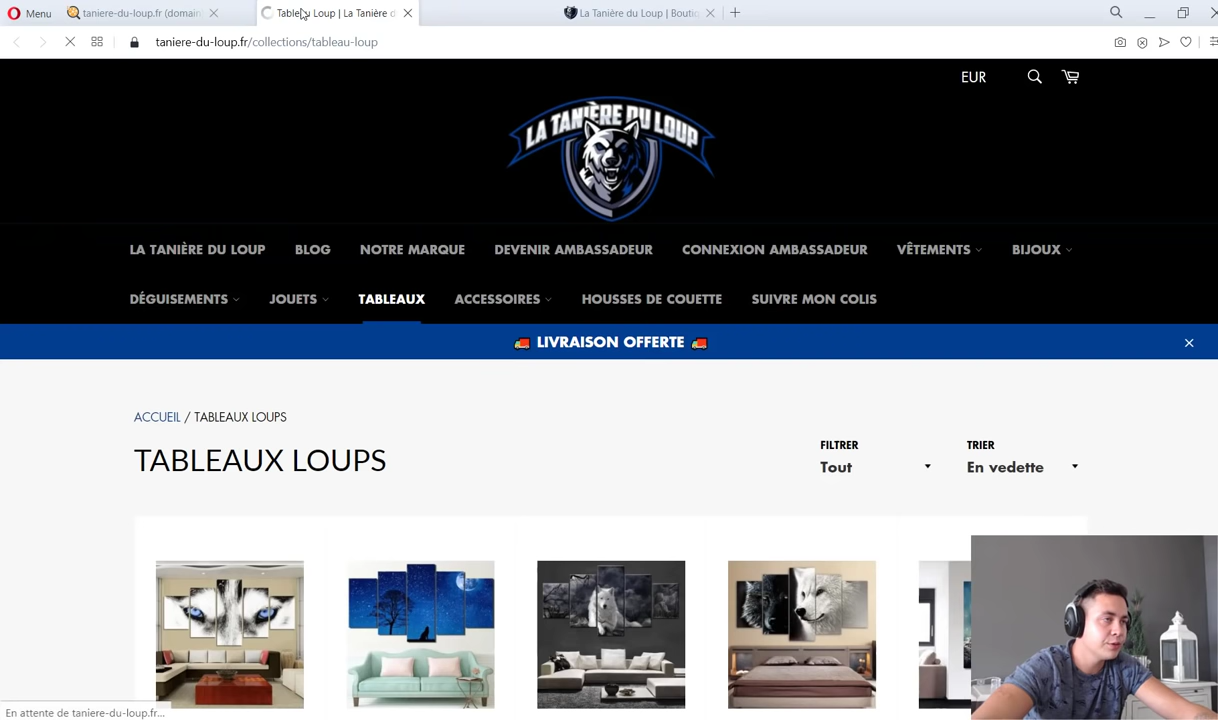 Menu
taniere-du-loup.fr (domain
Tableau Loup | La Tanière d
La Tanière du Loup | Boutiq
taniere-du-loup.fr/collections/tableau-loup
EUR
LA TANIÈRE DU LOUP
LA TANIÈRE DU LOUP
BLOG
NOTRE MARQUE
DEVENIR AMBASSADEUR
CONNEXION AMBASSADEUR
VÊTEMENTS
BIJOUX
DÉGUISEMENTS
JOUETS
TABLEAUX
ACCESSOIRES
HOUSSES DE COUETTE
SUIVRE MON COLIS
LIVRAISON OFFERTE
ACCUEIL / TABLEAUX LOUPS
TABLEAUX LOUPS
FILTRER
Tout
TRIER
En vedette
En attente de taniere-du-loup.fr...